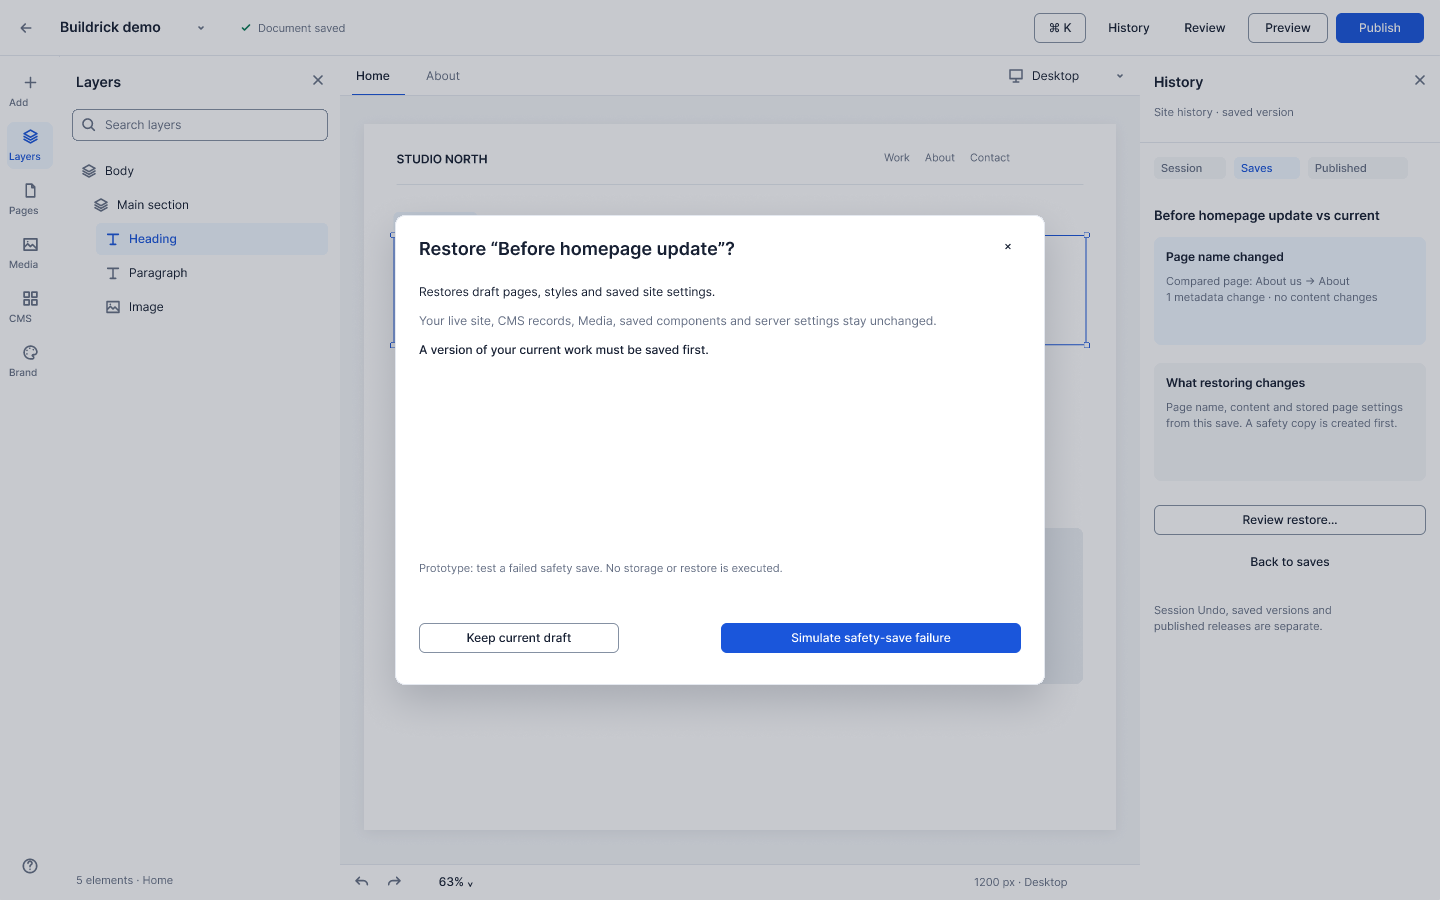 Buildrick demo
Document saved
⌘ K
History
Review
Preview
Publish
Add
Layers
Pages
Media
CMS
Brand
Layers
Search layers
Body
Main section
Heading
Paragraph
Image
5 elements · Home
Home
About
Desktop
STUDIO NORTH
Work
About
Contact
Restore “Before homepage update”?
×
Restores draft pages, styles and saved site settings.
Your live site, CMS records, Media, saved components and server settings stay unchanged.
A version of your current work must be saved first.
Prototype: test a failed safety save. No storage or restore is executed.
Keep current draft
Simulate safety-save failure
63%
1200 px · Desktop
History
Site history · saved version
Session
Saves
Published
Before homepage update vs current
Page name changed
Compared page: About us → About
1 metadata change · no content changes
What restoring changes
Page name, content and stored page settings
from this save. A safety copy is created first.
Review restore...
Back to saves
Session Undo, saved versions and
published releases are separate.